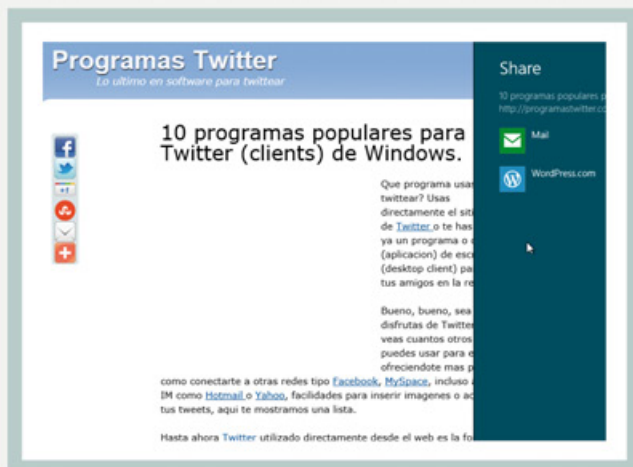 Programas Twitter
Lo ultimo en software para twittear
10 programas populares para
Twitter (clients) de Windows.
Que programa usas
twittear? Usas
directamente el siti
de Twitter o te has
ya un programa o
(aplicacion) de esc
(desktop client) pa
tus amigos en la re
Bueno, bueno, sea
disfrutas de Twitte
veas cuantos otros
puedes usar para e
ofreciendote mas p
como conectarte a otras redes tipo Facebook, MySpace, incluso
IM como Hotmail o Yahoo, facilidades para inserir imagenes o
tus tweets, aqui te mostramos una lista.
Hasta ahora Twitter utilizado directamente desde el web es la fo
+1
Share
10 programas populares p
http://programastwitter.co
Mail
WordPress.com